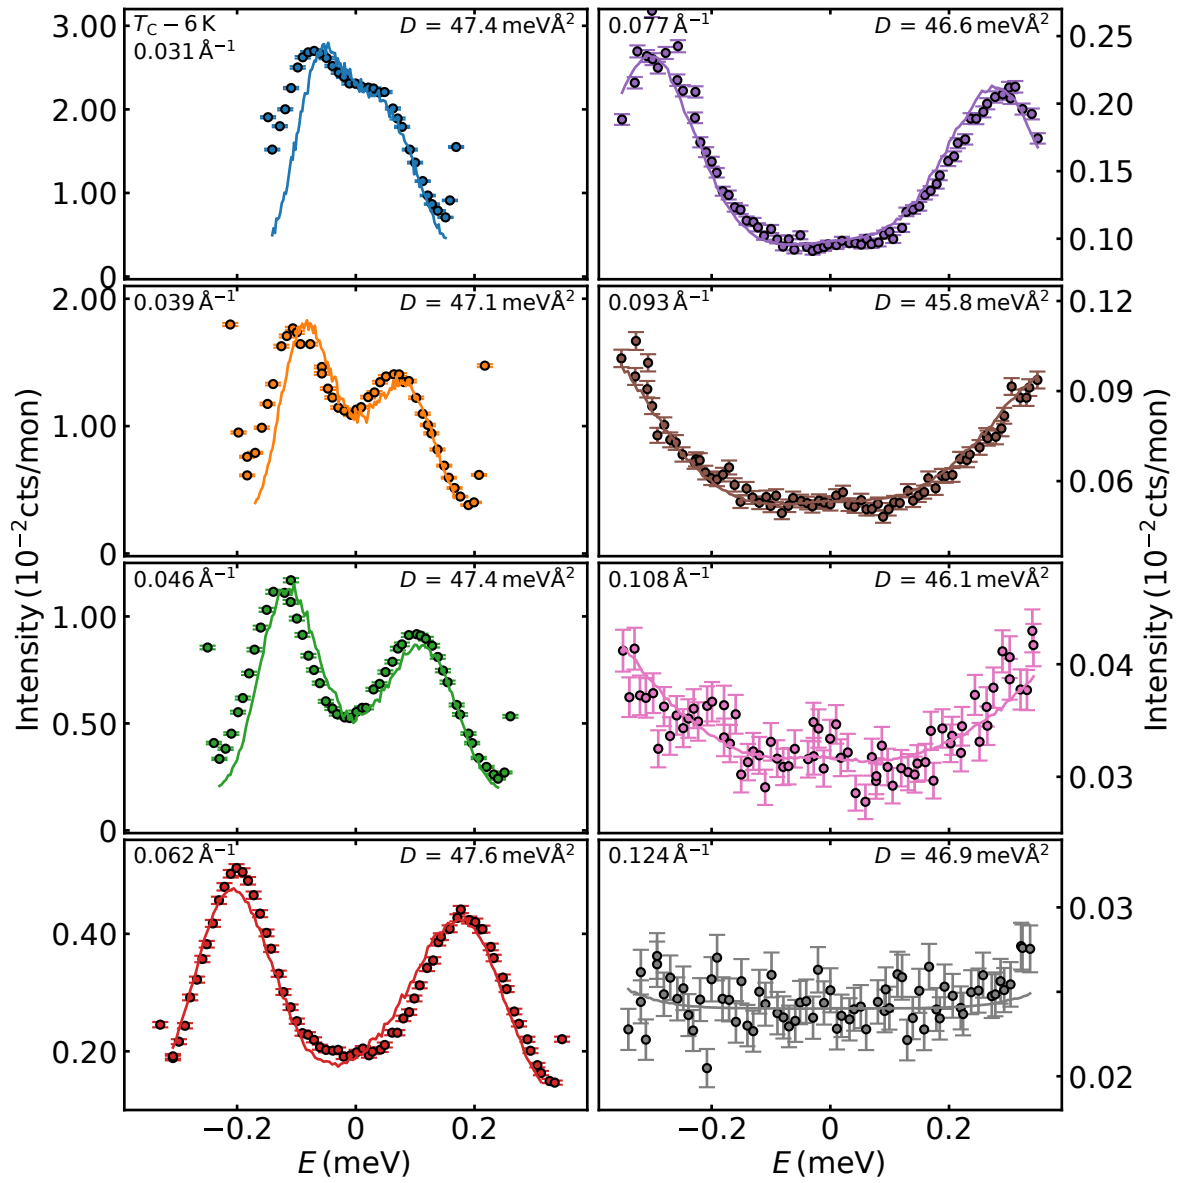 T_C − 6 K
0.031 Å⁻¹
D = 47.4 meVÅ²
3.00
2.00
1.00
0
0.077 Å⁻¹
D = 46.6 meVÅ²
0.25
0.20
0.15
0.10
0.039 Å⁻¹
D = 47.1 meVÅ²
2.00
1.00
0
0.093 Å⁻¹
D = 45.8 meVÅ²
0.12
0.09
0.06
0.046 Å⁻¹
D = 47.4 meVÅ²
1.00
0.50
0
0.108 Å⁻¹
D = 46.1 meVÅ²
0.04
0.03
0.062 Å⁻¹
D = 47.6 meVÅ²
0.40
0.20
0.124 Å⁻¹
D = 46.9 meVÅ²
0.03
0.02
Intensity (10⁻²cts/mon)
Intensity (10⁻²cts/mon)
−0.2 0 0.2
−0.2 0 0.2
E (meV)
E (meV)